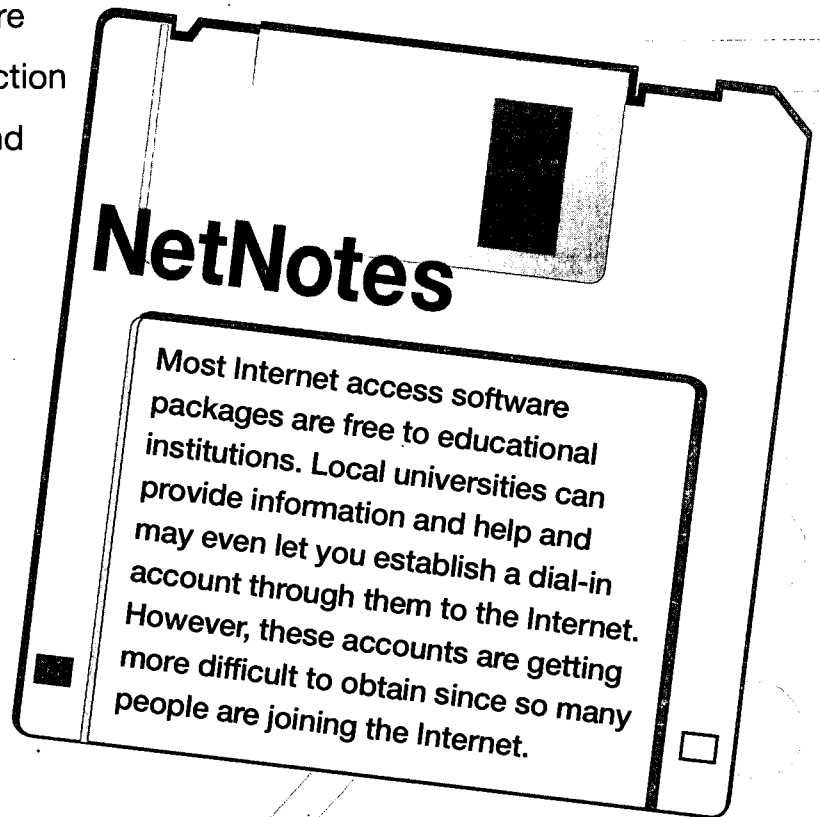 NetNotes
Most Internet access software
packages are free to educational
institutions. Local universities can
provide information and help and
may even let you establish a dial-in
account through them to the Internet.
However, these accounts are getting
more difficult to obtain since so many
people are joining the Internet.